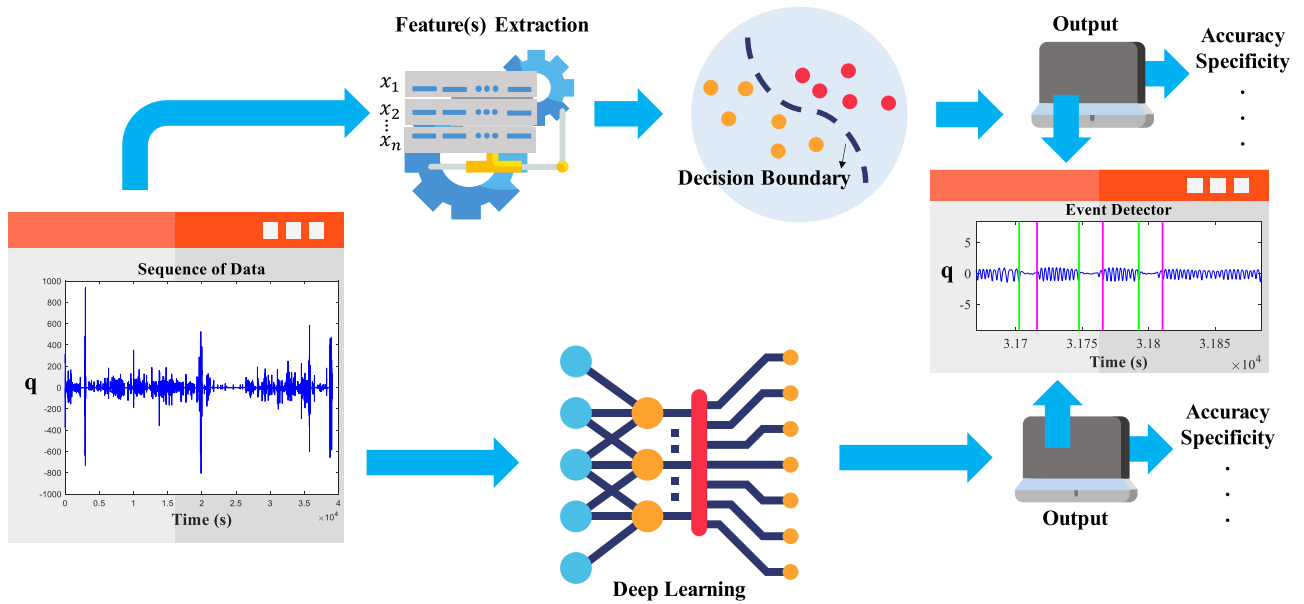 Feature(s) Extraction
x₁
x₂
⋮
xₙ
Decision Boundary
Output
Accuracy
Specificity
.
.
.
Sequence of Data
1000
800
600
400
200
0
-200
-400
-600
-800
-1000
q
0 0.5 1 1.5 2 2.5 3 3.5 4
Time (s)
×10⁴
Event Detector
5
0
-5
q
3.17 3.175 3.18 3.185
Time (s)
×10⁴
Deep Learning
Output
Accuracy
Specificity
.
.
.